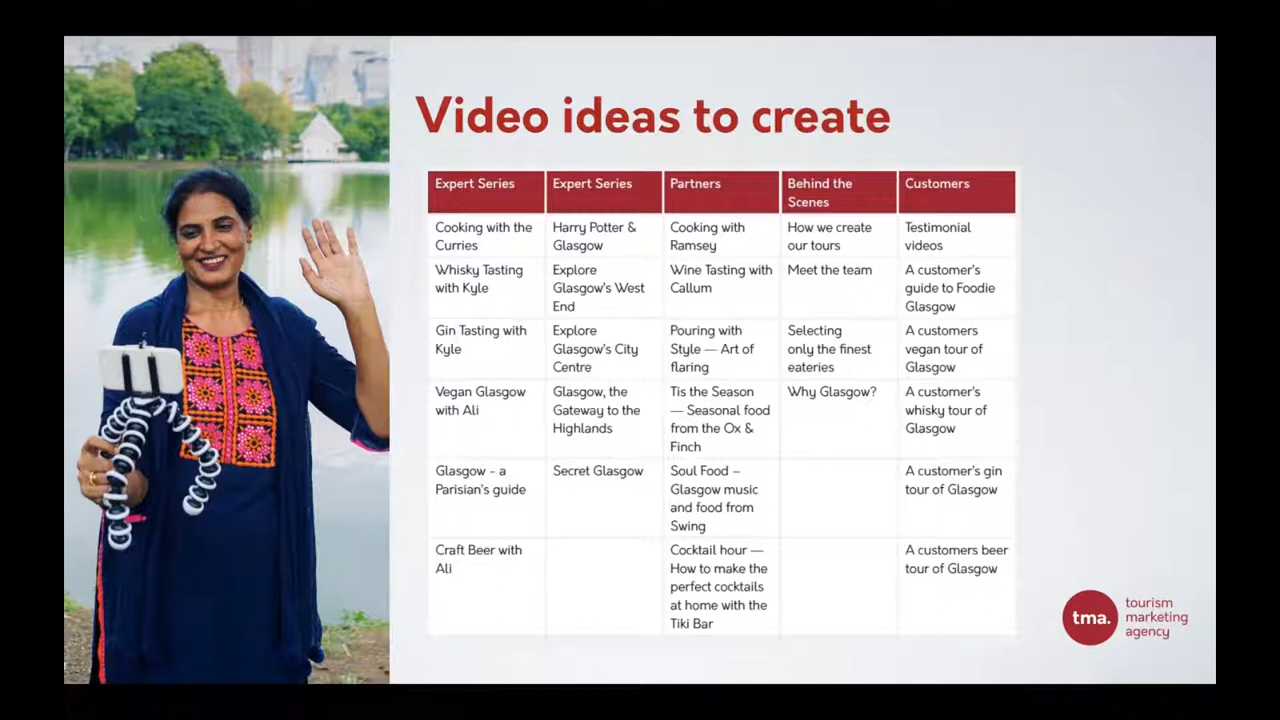 Video ideas to create
Expert Series
Expert Series
Partners
Behind the
Scenes
Customers
Cooking with the
Curries
Harry Potter &
Glasgow
Cooking with
Ramsey
How we create
our tours
Testimonial
videos
Whisky Tasting
with Kyle
Explore
Glasgow's West
End
Wine Tasting with
Callum
Meet the team
A customer's
guide to Foodie
Glasgow
Gin Tasting with
Kyle
Explore
Glasgow's City
Centre
Pouring with
Style — Art of
flaring
Selecting
only the finest
eateries
A customers
vegan tour of
Glasgow
Vegan Glasgow
with Ali
Glasgow, the
Gateway to the
Highlands
Tis the Season
— Seasonal food
from the Ox &
Finch
Why Glasgow?
A customer's
whisky tour of
Glasgow
Glasgow - a
Parisian's guide
Secret Glasgow
Soul Food –
Glasgow music
and food from
Swing
A customer's gin
tour of Glasgow
Craft Beer with
Ali
Cocktail hour —
How to make the
perfect cocktails
at home with the
Tiki Bar
A customers beer
tour of Glasgow
tma.
tourism
marketing
agency